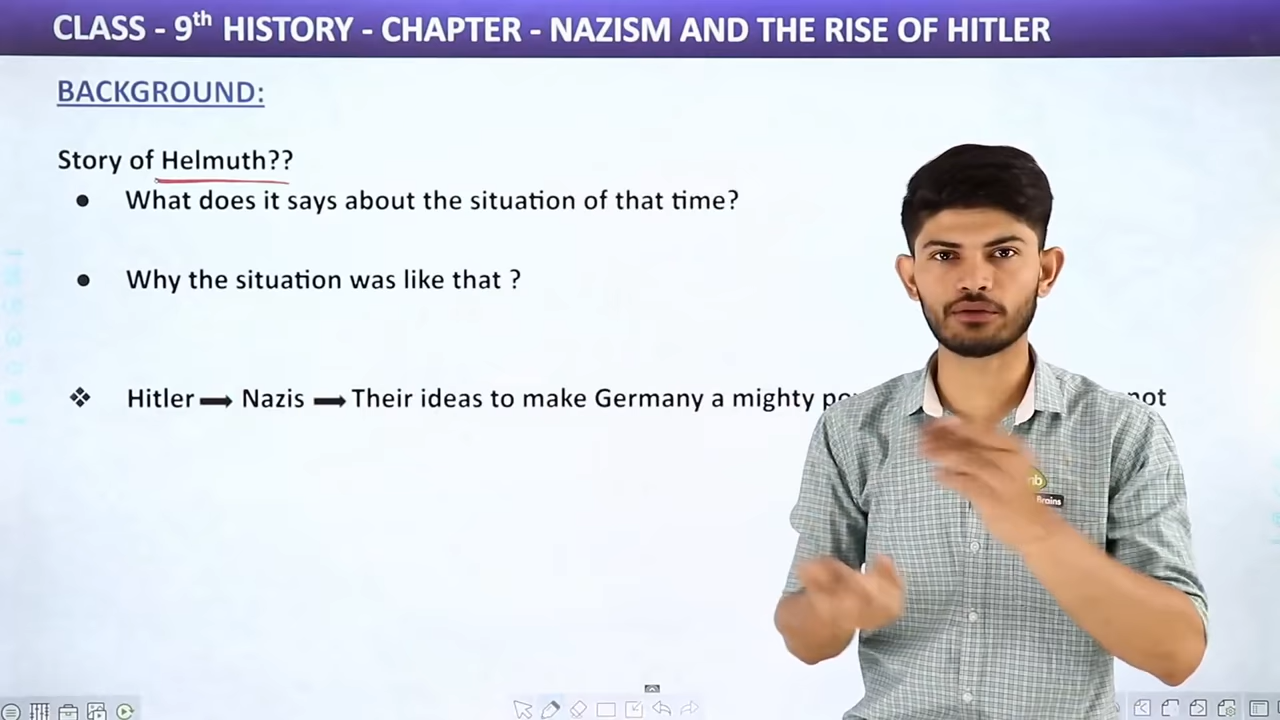 CLASS - 9th HISTORY - CHAPTER - NAZISM AND THE RISE OF HITLER
BACKGROUND:
Story of Helmuth??
● What does it says about the situation of that time?
● Why the situation was like that ?
❖ Hitler ➡ Nazis ➡ Their ideas to make Germany a mighty not
Brains